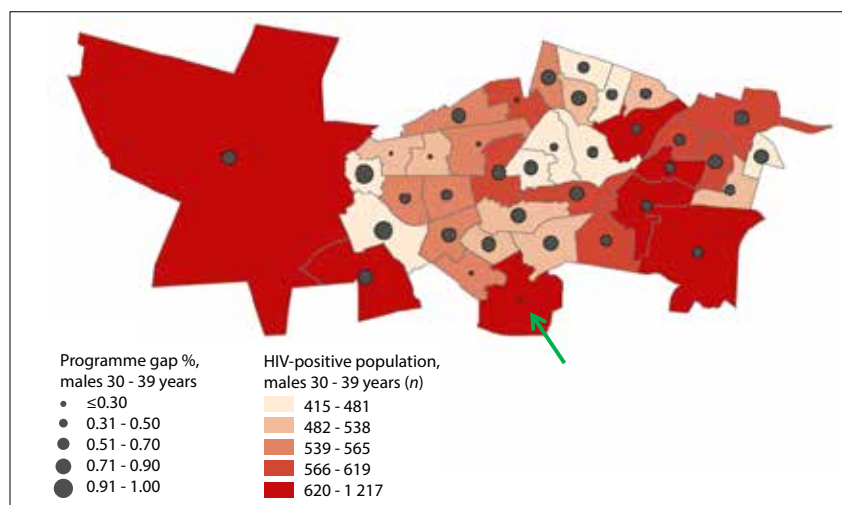 Programme gap %,
males 30 - 39 years
≤0.30
0.31 - 0.50
0.51 - 0.70
0.71 - 0.90
0.91 - 1.00
HIV-positive population,
males 30 - 39 years (n)
415 - 481
482 - 538
539 - 565
566 - 619
620 - 1 217